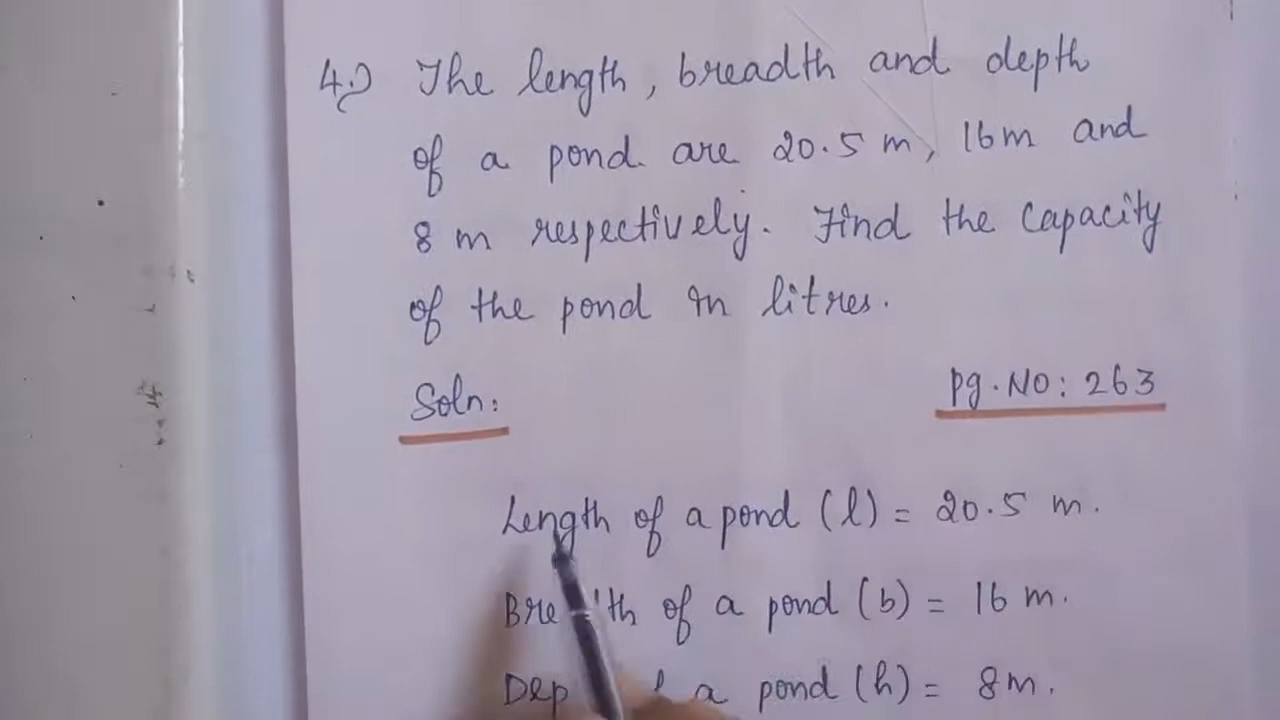 4.) The length, breadth and depth
of a pond are 20.5 m, 16m and
8 m respectively. Find the capacity
of the pond in litres.
Soln:
Pg.No: 263
Length of a pond (l) = 20.5 m.
of a pond (b) = 16 m.
a pond (h) = 8m.